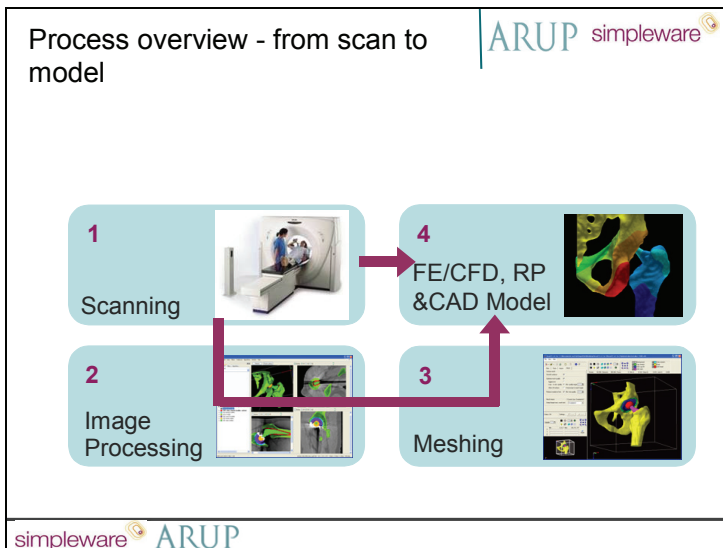 Process overview - from scan to
model
ARUP simpleware
1
Scanning
4
FE/CFD, RP
&CAD Model
2
Image
Processing
3
Meshing
simpleware ARUP